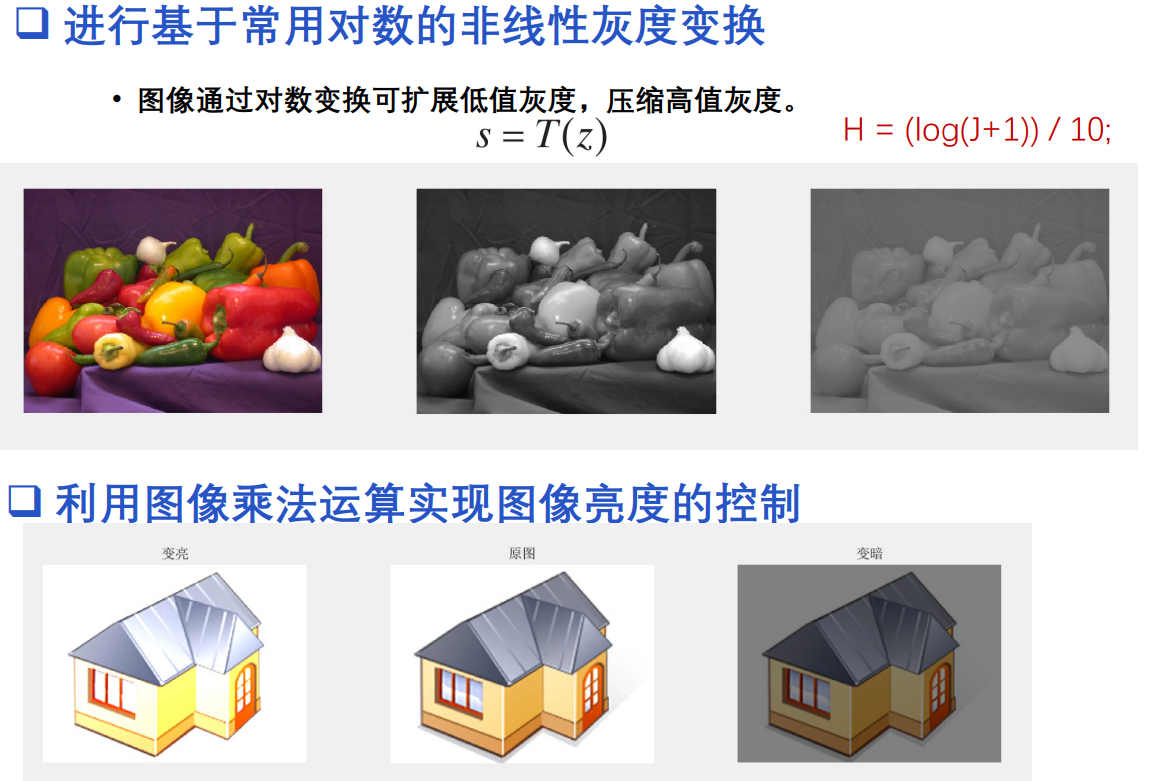 进行基于常用对数的非线性灰度变换
• 图像通过对数变换可扩展低值灰度，压缩高值灰度。
s = T(z)
H = (log(J+1)) / 10;
利用图像乘法运算实现图像亮度的控制
变亮
原图
变暗